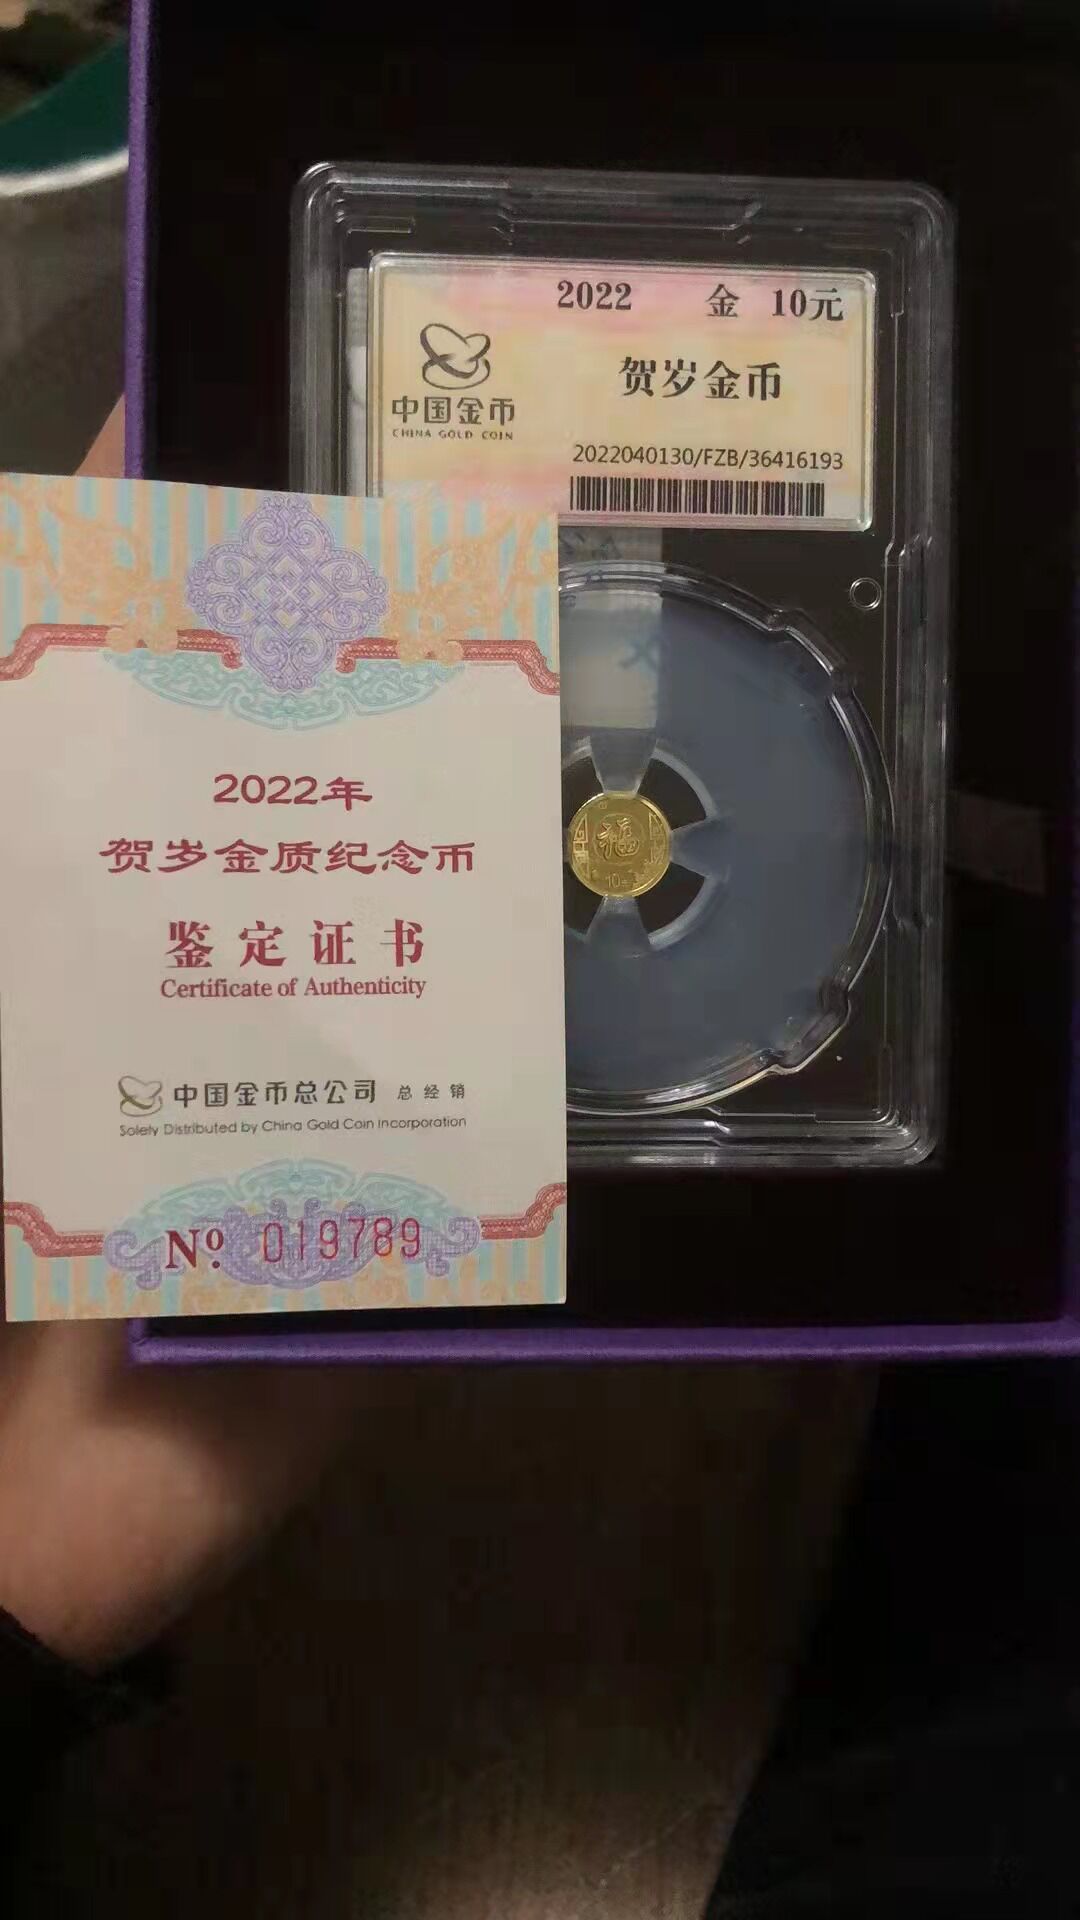 2022 金 10元
贺岁金币
中国金币
CHINA GOLD COIN
2022040130/FZB/36416193
福
10元
2022年
贺岁金质纪念币
鉴定证书
Certificate of Authenticity
中国金币总公司 总经销
Solely Distributed by China Gold Coin Incorporation
No. 019789